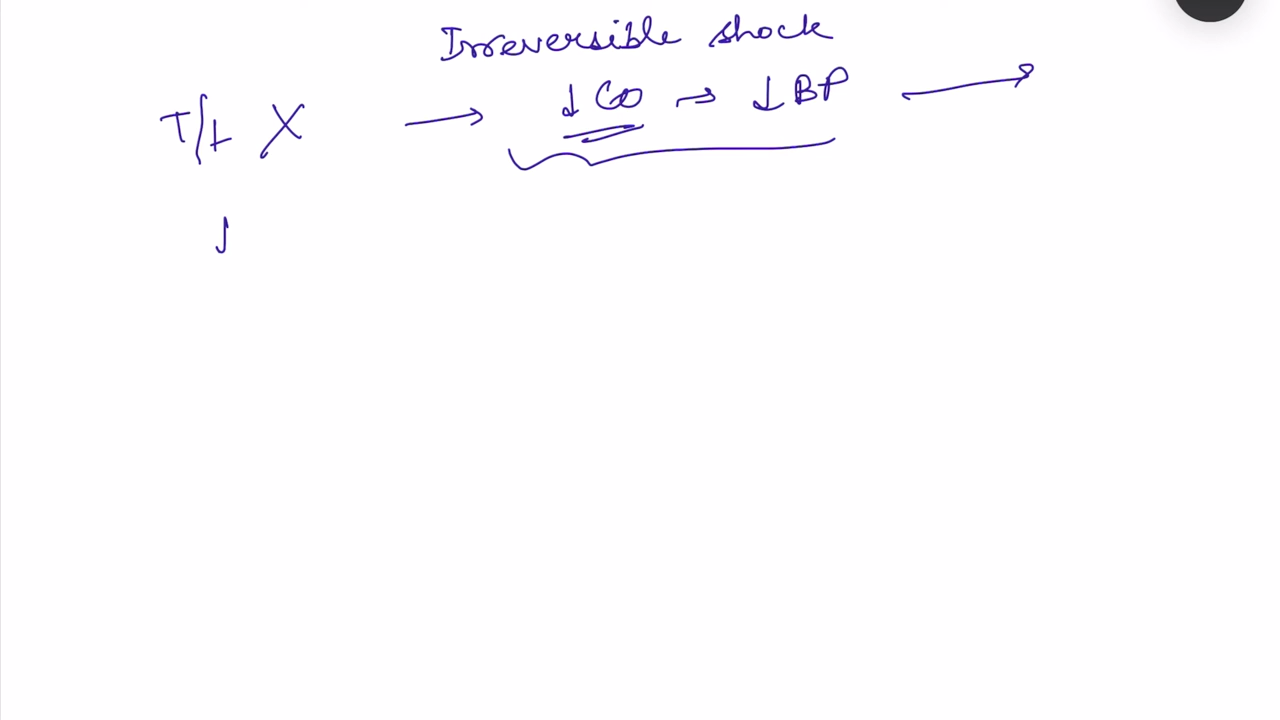 Irreversible shock
T/t X → ↓ CO → ↓ BP →